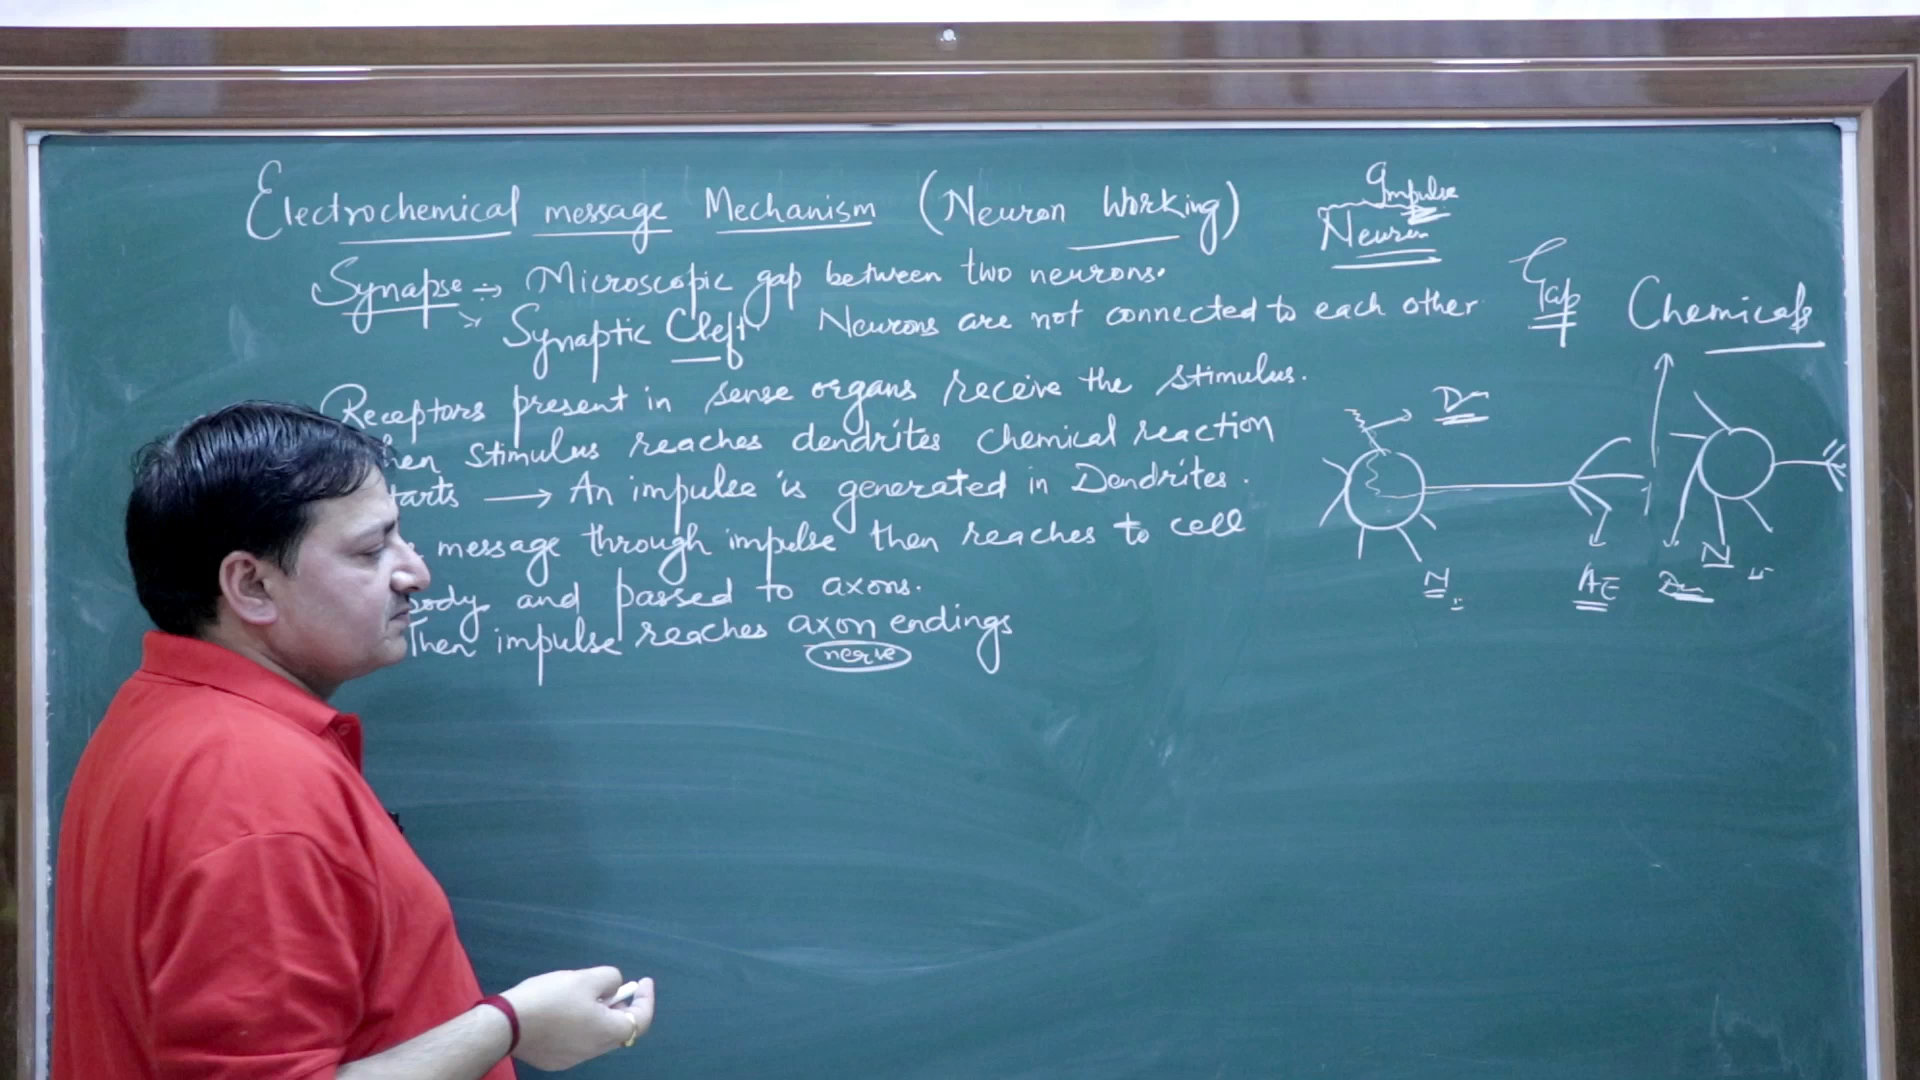 Electrochemical message Mechanism (Neuron Working)
Impulse
Neuron
Synapse :- Microscopic gap between two neurons.
Synaptic Cleft. Neurons are not connected to each other
Gap
Chemicals
Receptors present in sense organs receive the stimulus.
stimulus reaches dendrites chemical reaction
→ An impulse is generated in Dendrites.
message through impulse then reaches to cell
body and passed to axons.
Then impulse reaches axon endings
nerve
N
AE
N